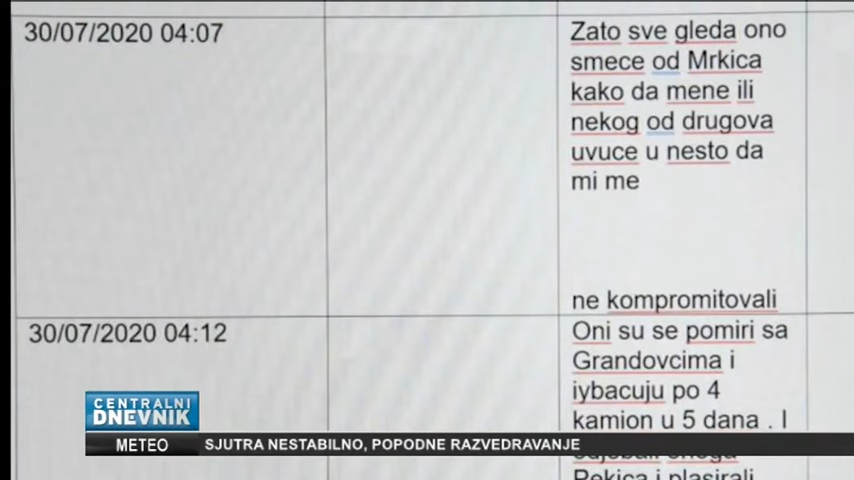 30/07/2020 04:07
Zato sve gleda ono
smece od Mrkica
kako da mene ili
nekog od drugova
uvuce u nesto da
mi me
ne kompromitovali
30/07/2020 04:12
Oni su se pomiri sa
Grandovcima i
iybacuju po 4
kamion u 5 dana . I
Pekica i plasirali
CENTRALNI
DNEVNIK
METEO
SJUTRA NESTABILNO, POPODNE RAZVEDRAVANJE